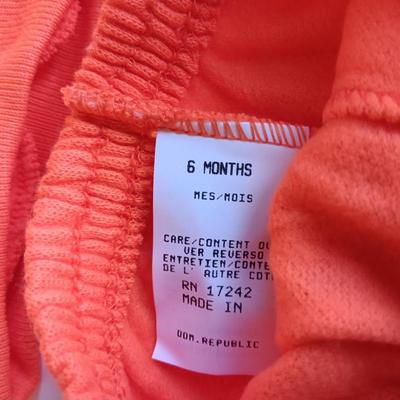 6 MONTHS
MES/MOIS
CARE/CONTENT
VER REVERSO
ENTRETIEN/CONTE
DE L' AUTRE COT
RN 17242
MADE IN
DOM. REPUBLIC